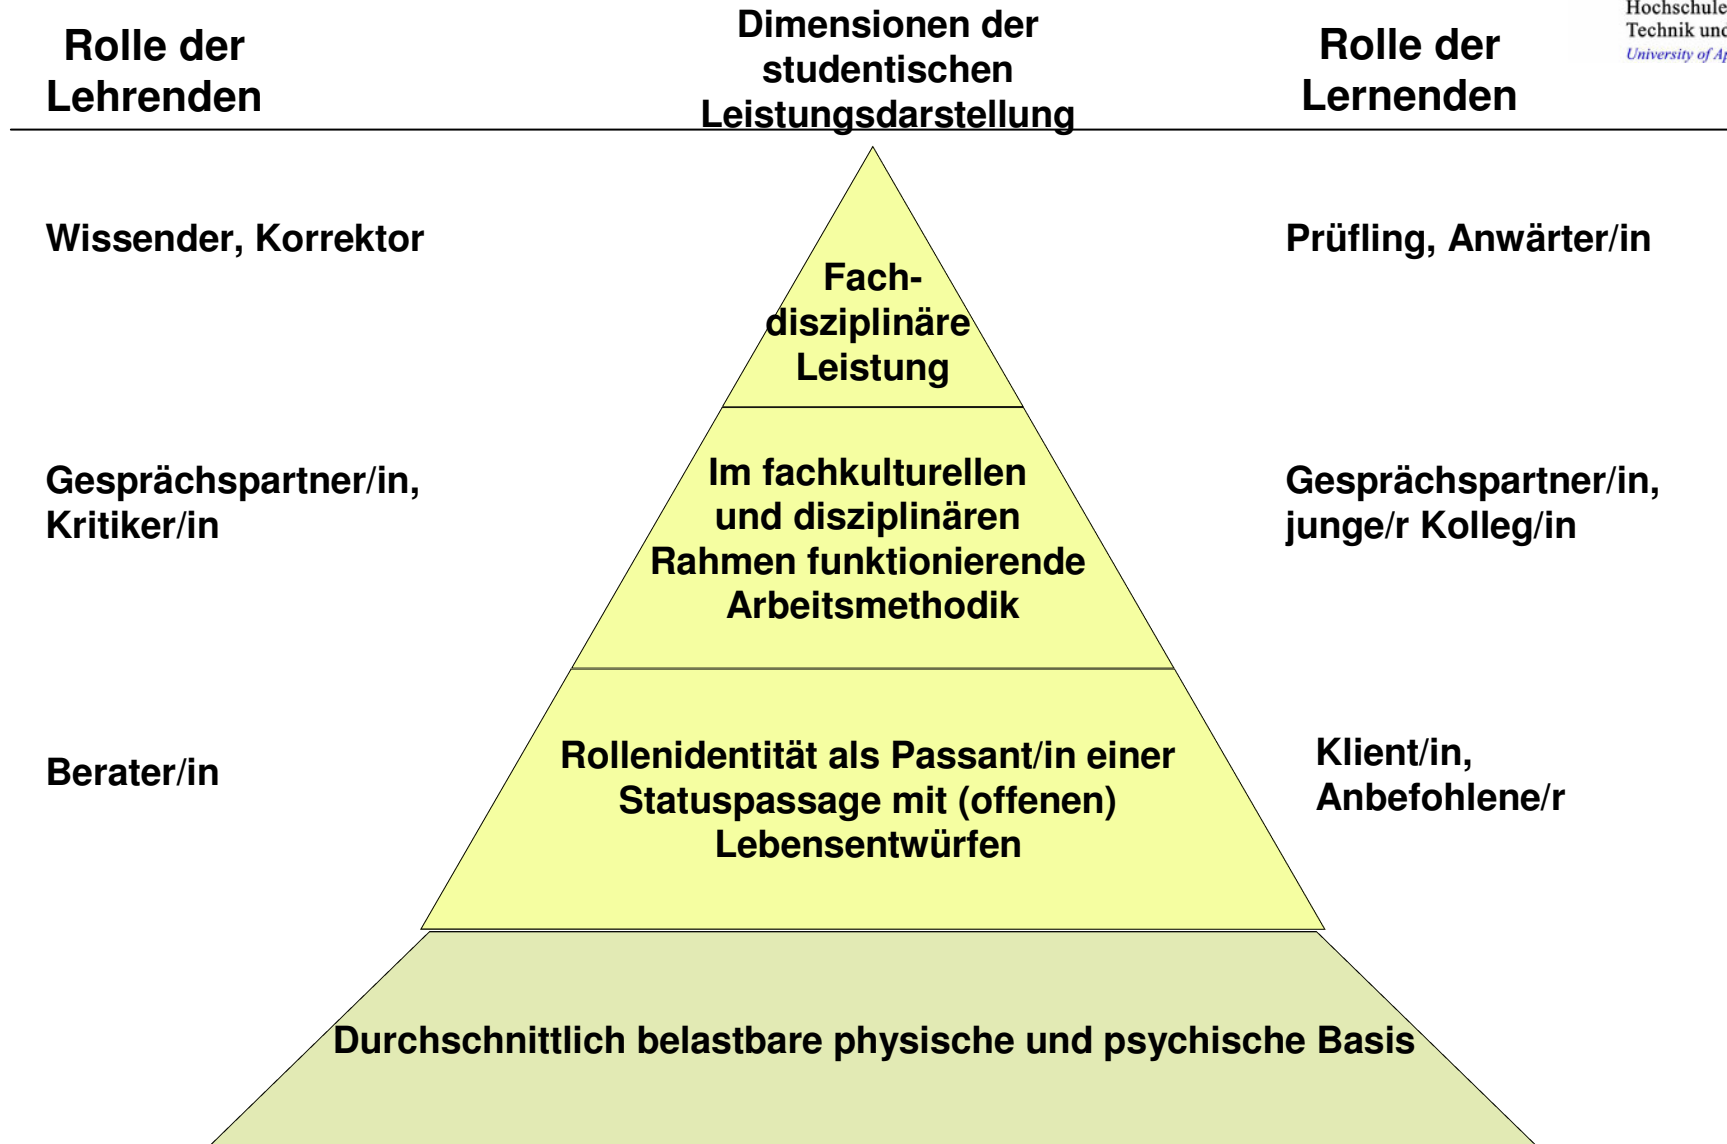 Rolle der
Lehrenden
Dimensionen der
studentischen
Leistungsdarstellung
Rolle der
Lernenden
Hochschule
Technik und
University of Ap
Wissender, Korrektor
Fach-
disziplinäre
Leistung
Prüfling, Anwärter/in
Gesprächspartner/in,
Kritiker/in
Im fachkulturellen
und disziplinären
Rahmen funktionierende
Arbeitsmethodik
Gesprächspartner/in,
junge/r Kolleg/in
Berater/in
Rollenidentität als Passant/in einer
Statuspassage mit (offenen)
Lebensentwürfen
Klient/in,
Anbefohlene/r
Durchschnittlich belastbare physische und psychische Basis